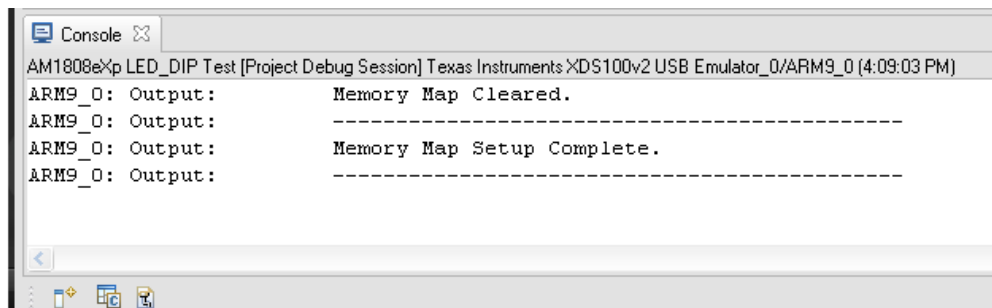 Console
AM1808eXp LED_DIP Test [Project Debug Session] Texas Instruments XDS100v2 USB Emulator_0/ARM9_0 (4:09:03 PM)
ARM9_0: Output: Memory Map Cleared.
ARM9_0: Output: ---------------------------------------------
ARM9_0: Output: Memory Map Setup Complete.
ARM9_0: Output: ---------------------------------------------